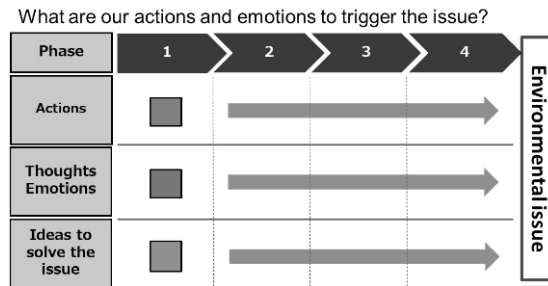 What are our actions and emotions to trigger the issue?
Phase 1 2 3 4
Actions
Thoughts
Emotions
Ideas to
solve the
issue
Environmental issue